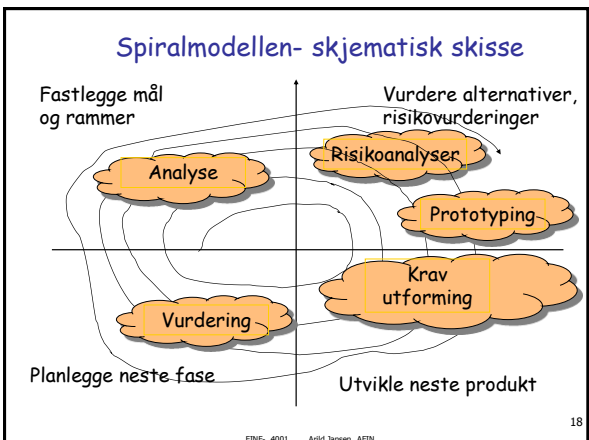 Spiralmodellen- skjematisk skisse
Fastlegge mål
og rammer
Vurdere alternativer,
risikovurderinger
Analyse
Risikoanalyser
Prototyping
Krav
utforming
Vurdering
Planlegge neste fase
Utvikle neste produkt
18
Arild Jansen, AFIN